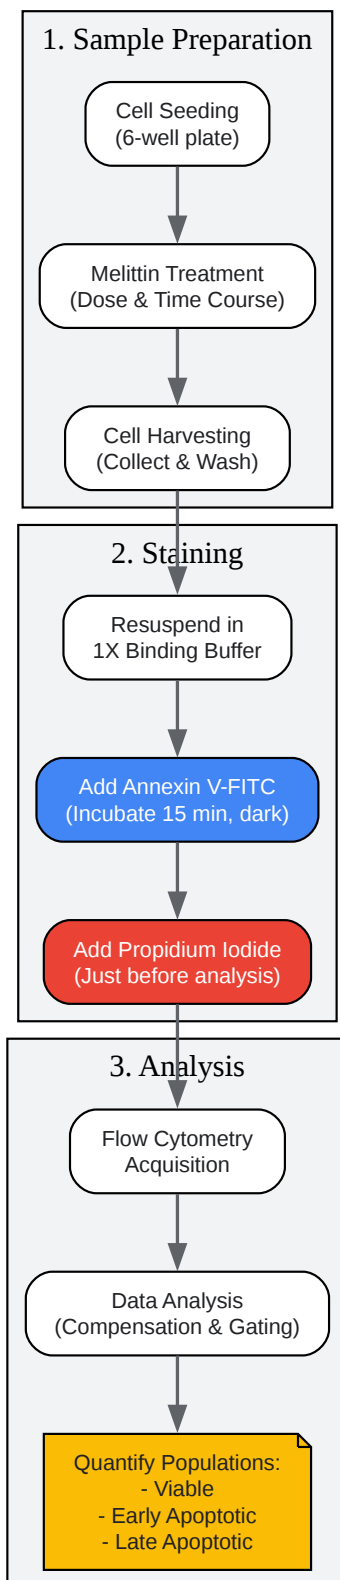 1. Sample Preparation
Cell Seeding
(6-well plate)
Melittin Treatment
(Dose & Time Course)
Cell Harvesting
(Collect & Wash)
2. Staining
Resuspend in
1X Binding Buffer
Add Annexin V-FITC
(Incubate 15 min, dark)
Add Propidium Iodide
(Just before analysis)
3. Analysis
Flow Cytometry
Acquisition
Data Analysis
(Compensation & Gating)
Quantify Populations:
- Viable
- Early Apoptotic
- Late Apoptotic